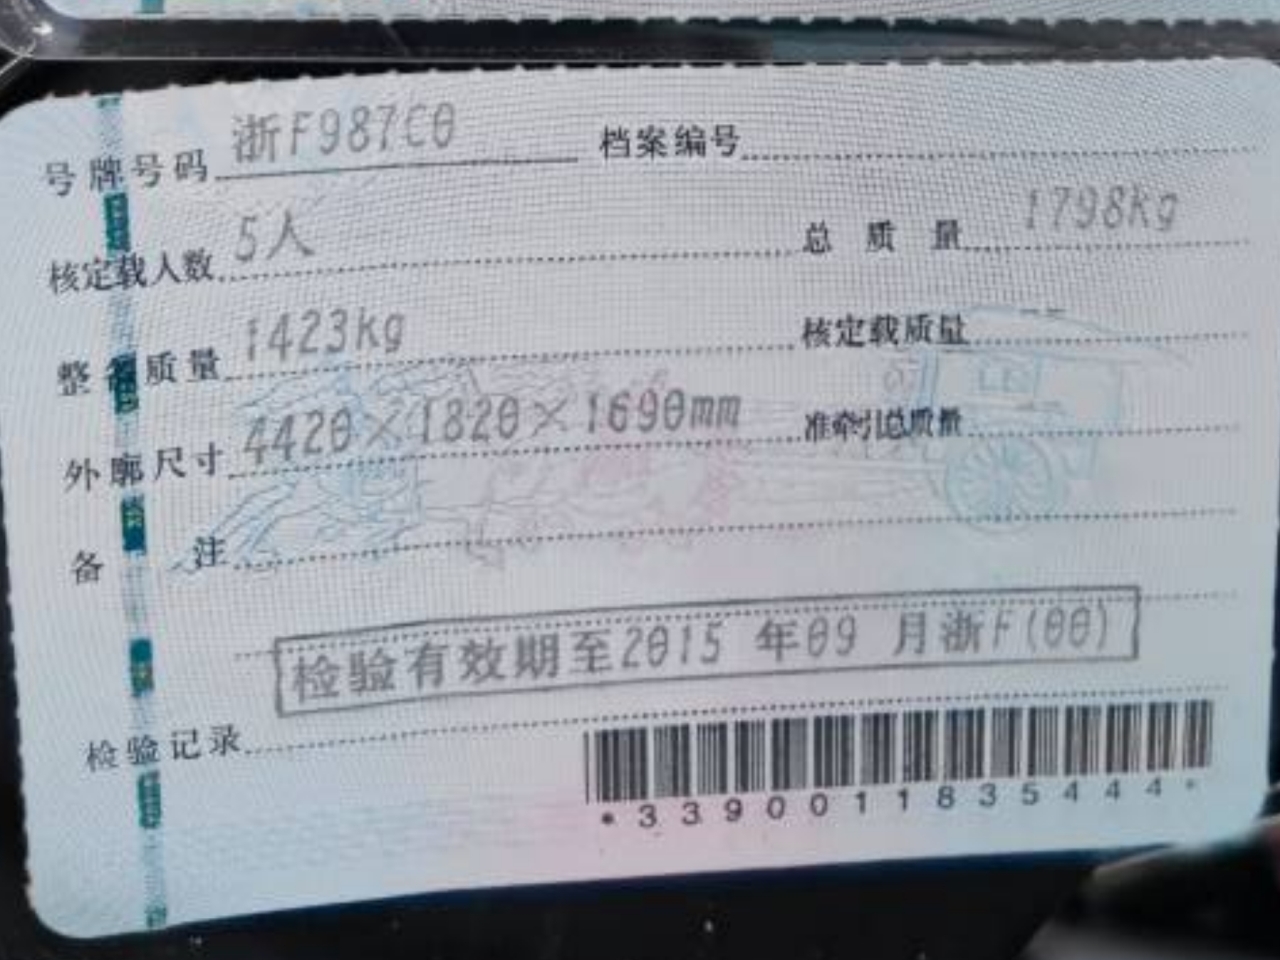 号牌号码 浙F987C0 档案编号
核定载人数 5人 总质量 1798kg
整备质量 1423kg 核定载质量 --
外廓尺寸 4420×1820×1690mm 准牵引总质量
备注
检验有效期至2015 年09 月浙F(00)
检验记录
*3390011835444*